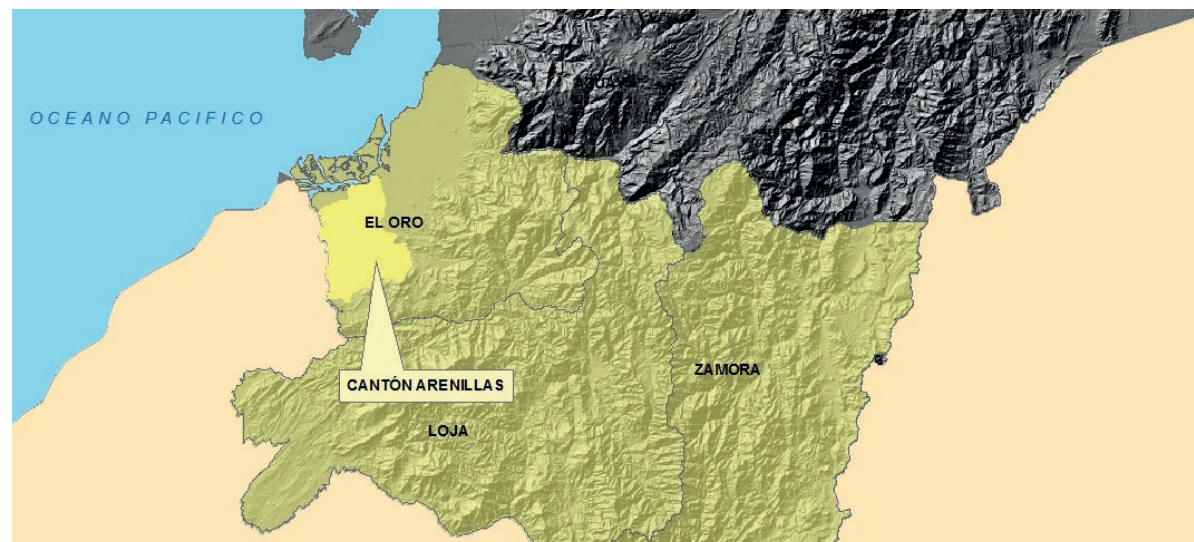 OCEANO PACIFICO
EL ORO
ZAMORA
CANTÓN ARENILLAS
LOJA